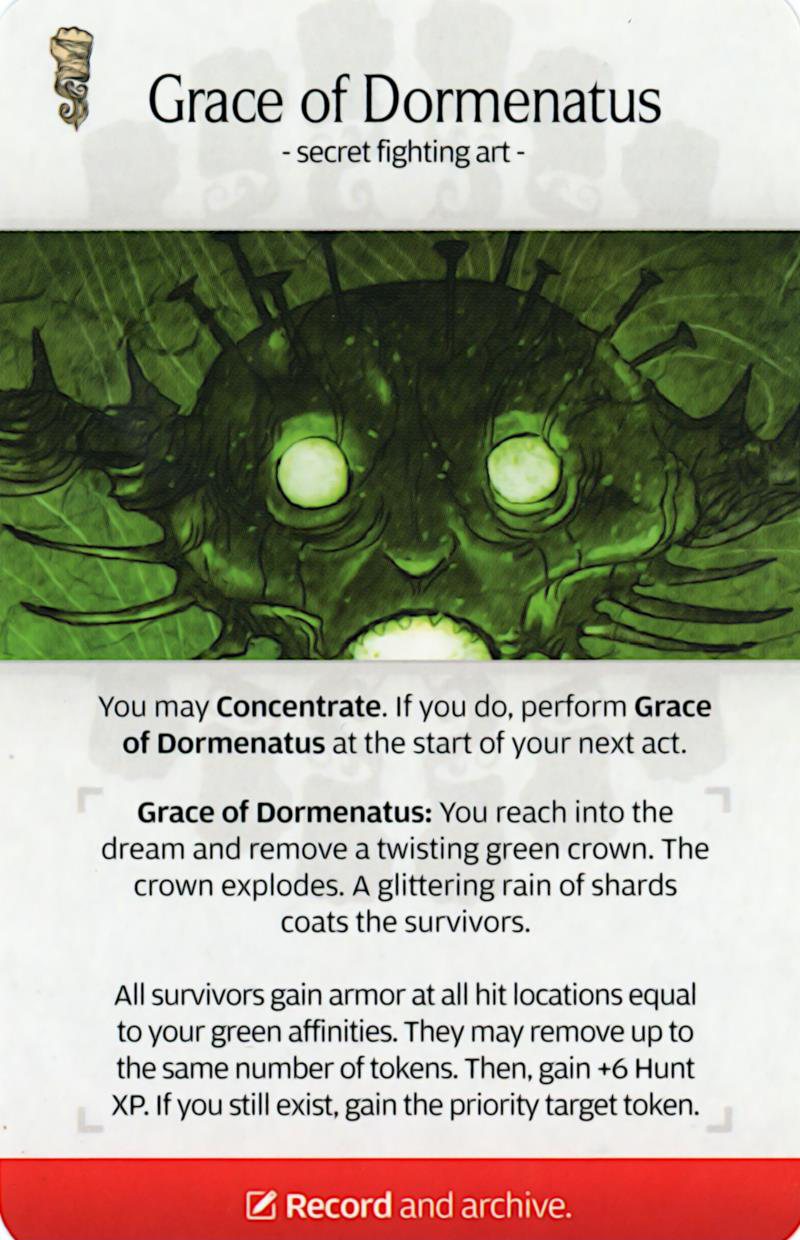 Grace of Dormenatus
- secret fighting art -
You may Concentrate. If you do, perform Grace
of Dormenatus at the start of your next act.
Grace of Dormenatus: You reach into the
dream and remove a twisting green crown. The
crown explodes. A glittering rain of shards
coats the survivors.
All survivors gain armor at all hit locations equal
to your green affinities. They may remove up to
the same number of tokens. Then, gain +6 Hunt
XP. If you still exist, gain the priority target token.
Record and archive.